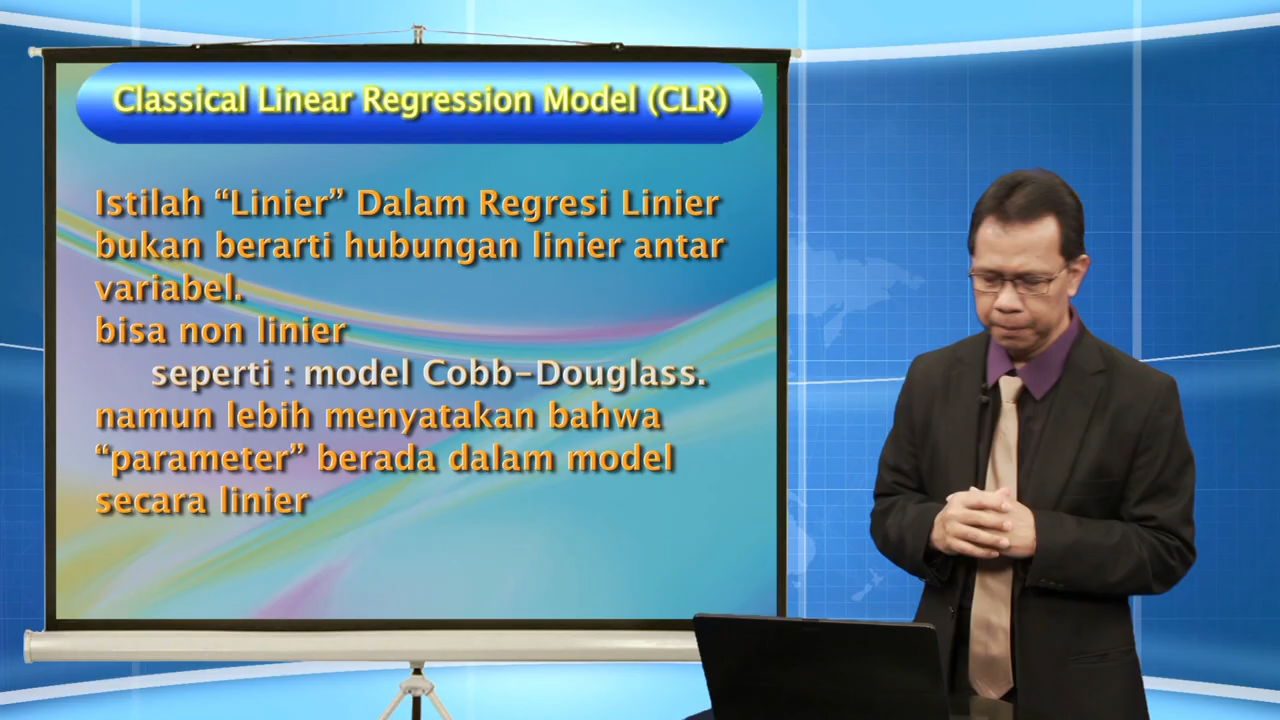 Classical Linear Regression Model (CLR)
Istilah “Linier” Dalam Regresi Linier
bukan berarti hubungan linier antar
variabel.
bisa non linier
seperti : model Cobb-Douglass.
namun lebih menyatakan bahwa
“parameter” berada dalam model
secara linier